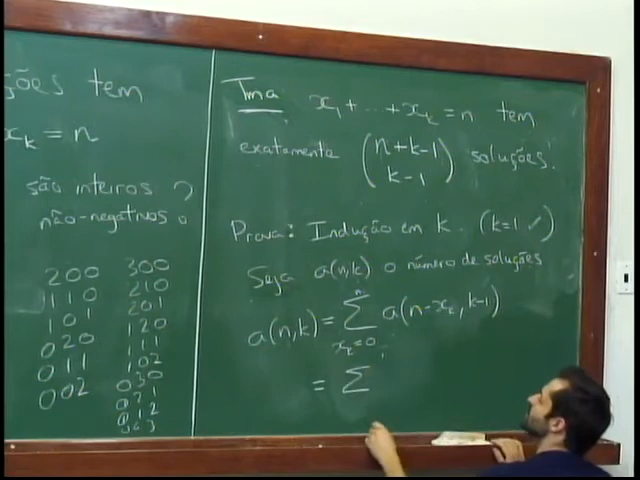 ções tem
x_k = n
são inteiros
não-negativos ?
200
110
101
020
011
002
300
210
201
120
111
102
030
021
012
003
Tma x_1 + ... + x_k = n tem
exatamente (n+k-1 k-1) soluções.
Prova: Indução em k. (k=1 ✓)
Seja a(n,k) o número de soluções
a(n,k) = Σ_{x_k=0}^{n} a(n-x_k, k-1)
= Σ